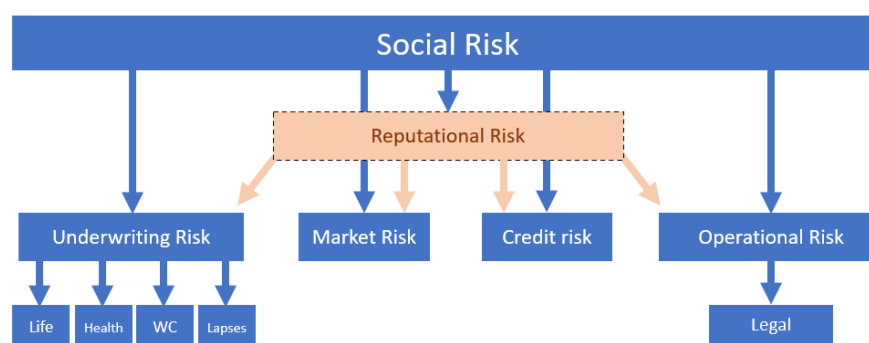 Social Risk
Reputational Risk
Underwriting Risk
Market Risk
Credit risk
Operational Risk
Life
Health
WC
Lapses
Legal